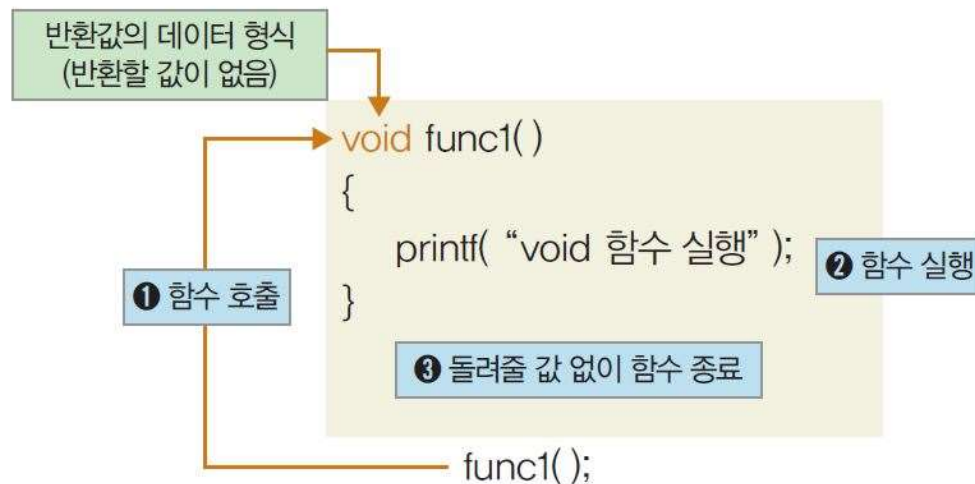 반환값의 데이터 형식
(반환할 값이 없음)
void func1( )
{
printf( “void 함수 실행” );
❷ 함수 실행
❶ 함수 호출
}
❸ 돌려줄 값 없이 함수 종료
func1( );